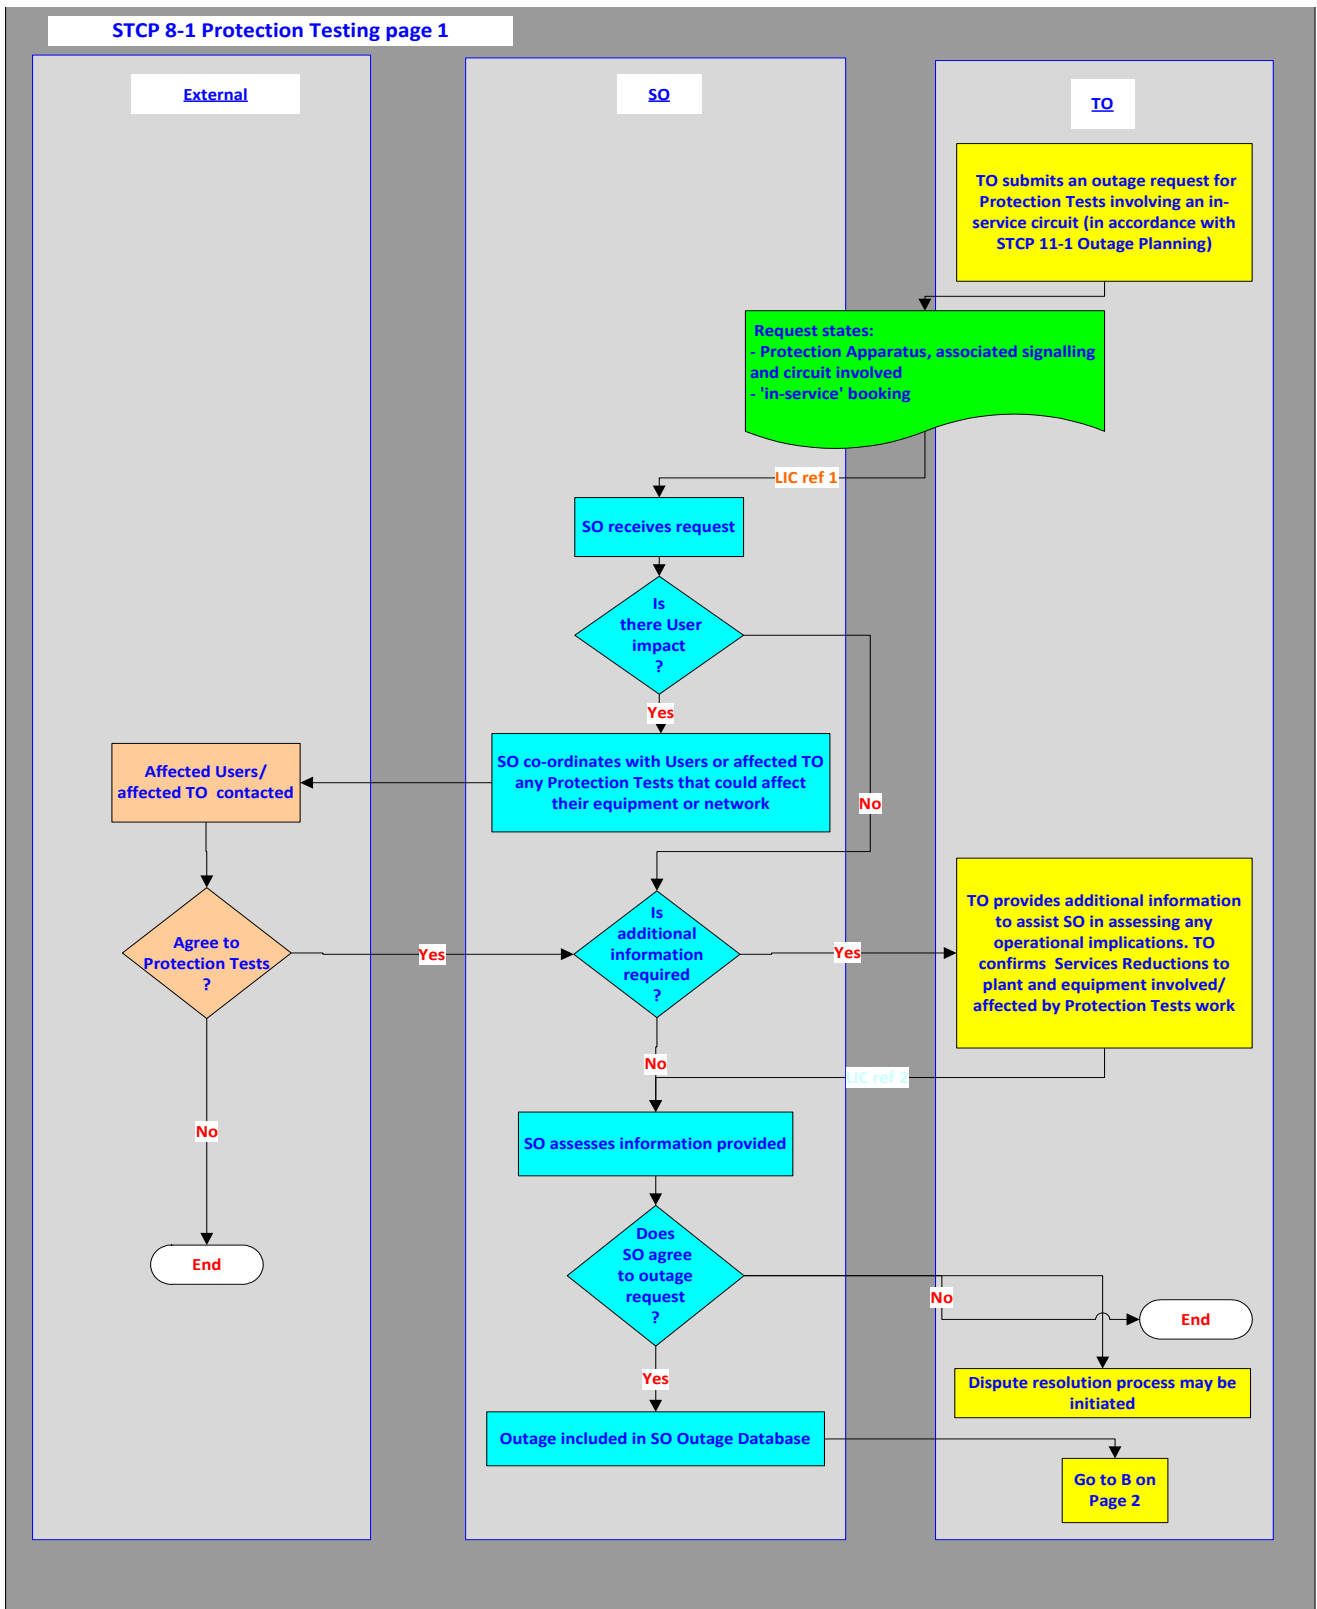 STCP 8-1 Protection Testing page 1
External
SO
TO
TO submits an outage request for
Protection Tests involving an in-
service circuit (in accordance with
STCP 11-1 Outage Planning)
Request states:
- Protection Apparatus, associated signalling
and circuit involved
- 'in-service' booking
LIC ref 1
SO receives request
Is
there User
impact
?
Yes
SO co-ordinates with Users or affected TO
any Protection Tests that could affect
their equipment or network
Affected Users/
affected TO contacted
No
Agree to
Protection Tests
?
Yes
Is
additional
information
required
?
Yes
TO provides additional information
to assist SO in assessing any
operational implications. TO
confirms Services Reductions to
plant and equipment involved/
affected by Protection Tests work
No
LIC ref 2
No
SO assesses information provided
Does
SO agree
to outage
request
?
End
No
End
Yes
Dispute resolution process may be
initiated
Outage included in SO Outage Database
Go to B on
Page 2